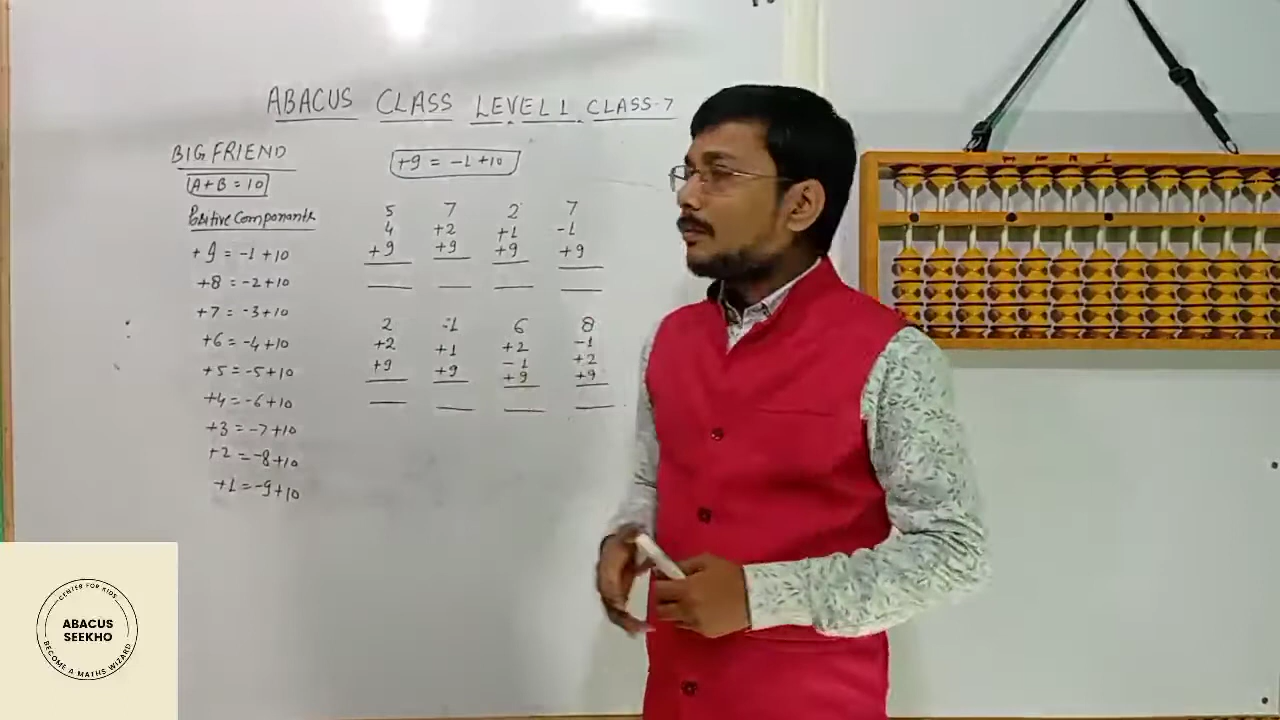 ABACUS CLASS LEVEL 1 CLASS-7
BIG FRIEND
A+B = 10
Positive Componants
+9 = -1+10
+8 = -2+10
+7 = -3+10
+6 = -4+10
+5 = -5+10
+4 = -6+10
+3 = -7+10
+2 = -8+10
+1 = -9+10
+9 = -1+10
5 7 2 7
4 +2 +1 -1
+9 +9 +9 +9
2 -1 6 8
+2 +1 +2 -1
+9 +9 -1 +2
+9 +9
CENTER FOR KIDS
ABACUS
SEEKHO
BECOME A MATHS WIZARD